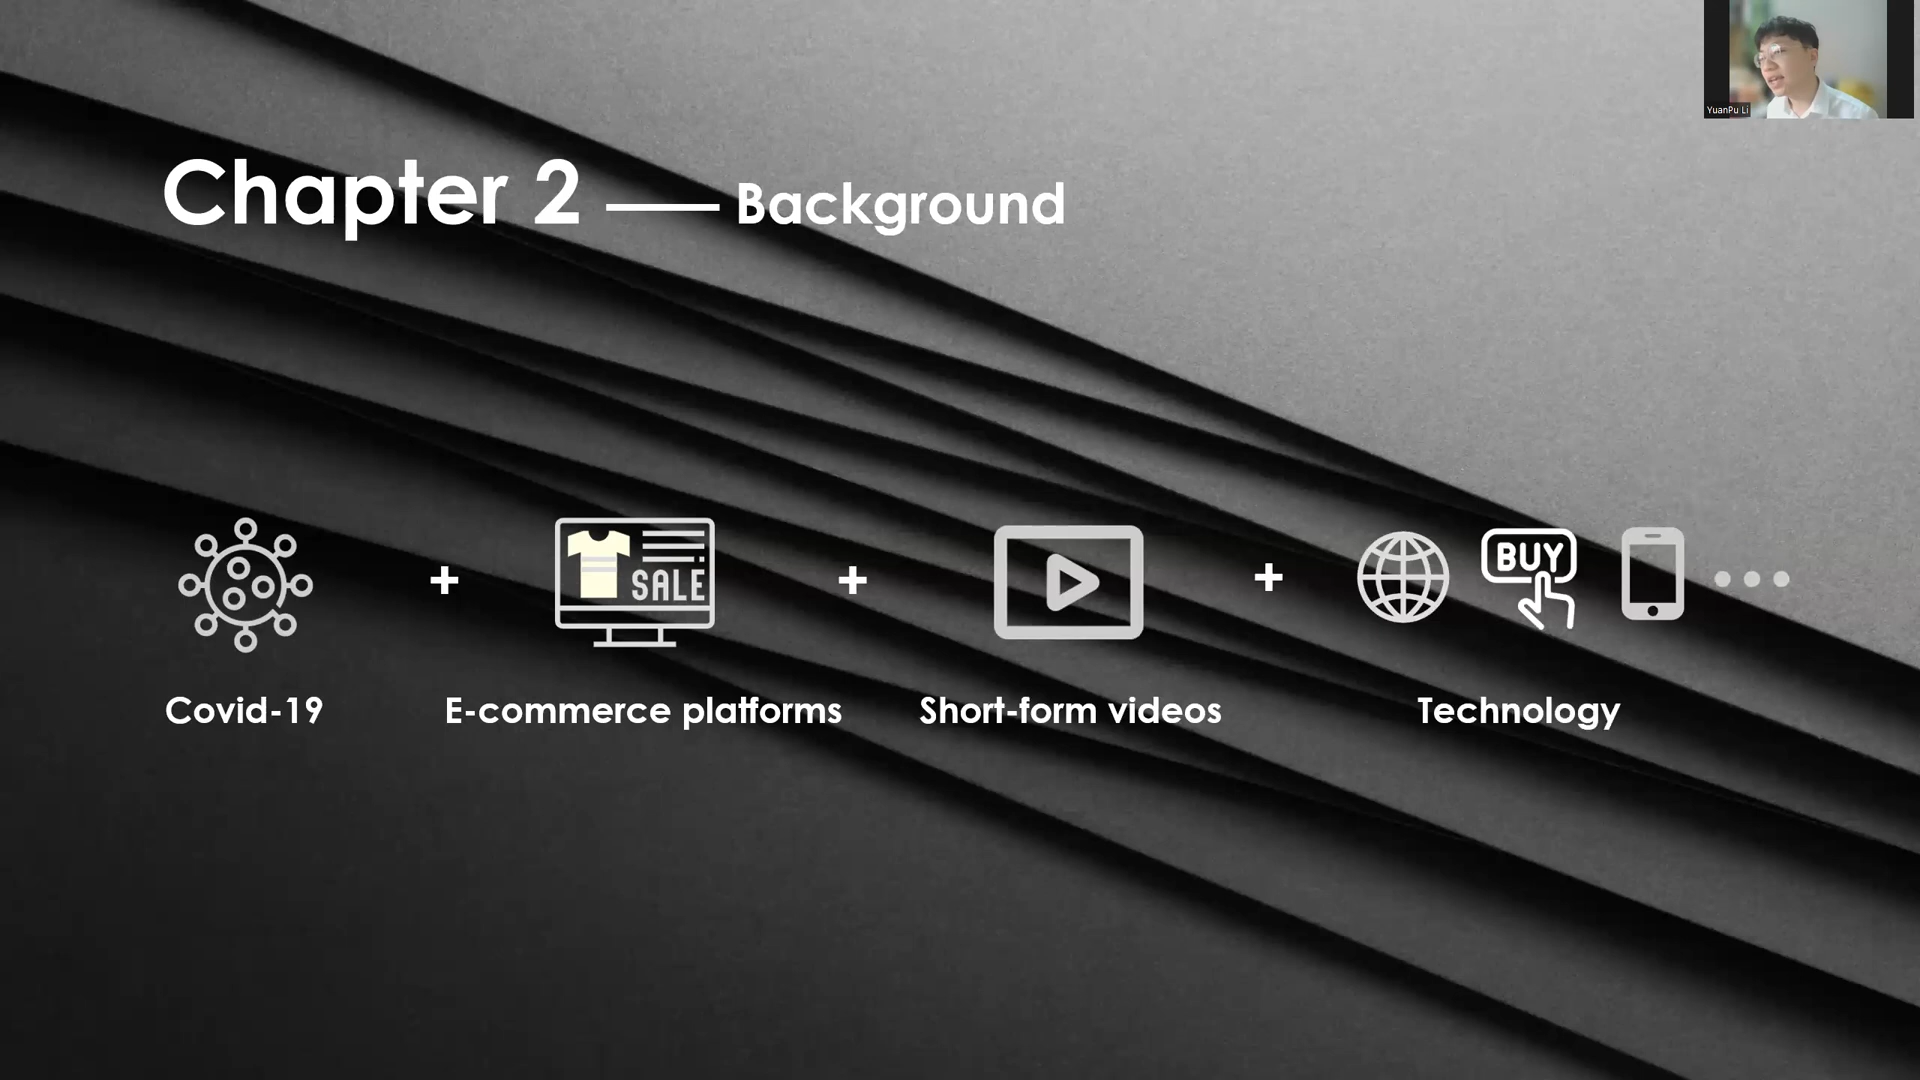 YuanPu Li
Chapter 2 —— Background
SALE
BUY
+ + +
Covid-19 E-commerce platforms Short-form videos Technology